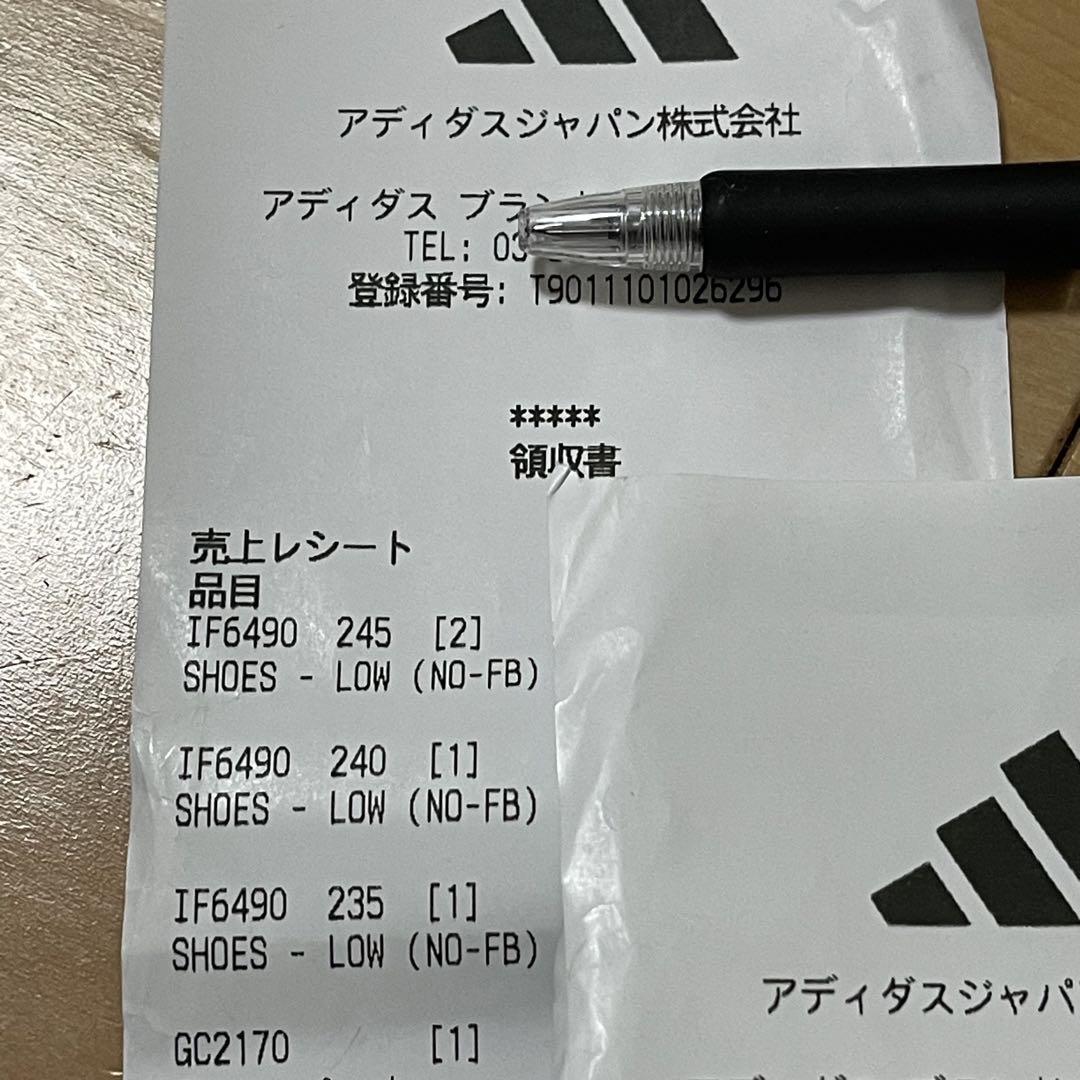 アディダスジャパン株式会社
アディダス ブラン
TEL: 03
登録番号: T9011101026296
*****
領収書
売上レシート
品目
IF6490 245 [2]
SHOES - LOW (NO-FB)
IF6490 240 [1]
SHOES - LOW (NO-FB)
IF6490 235 [1]
SHOES - LOW (NO-FB)
GC2170 [1]
アディダスジャパ